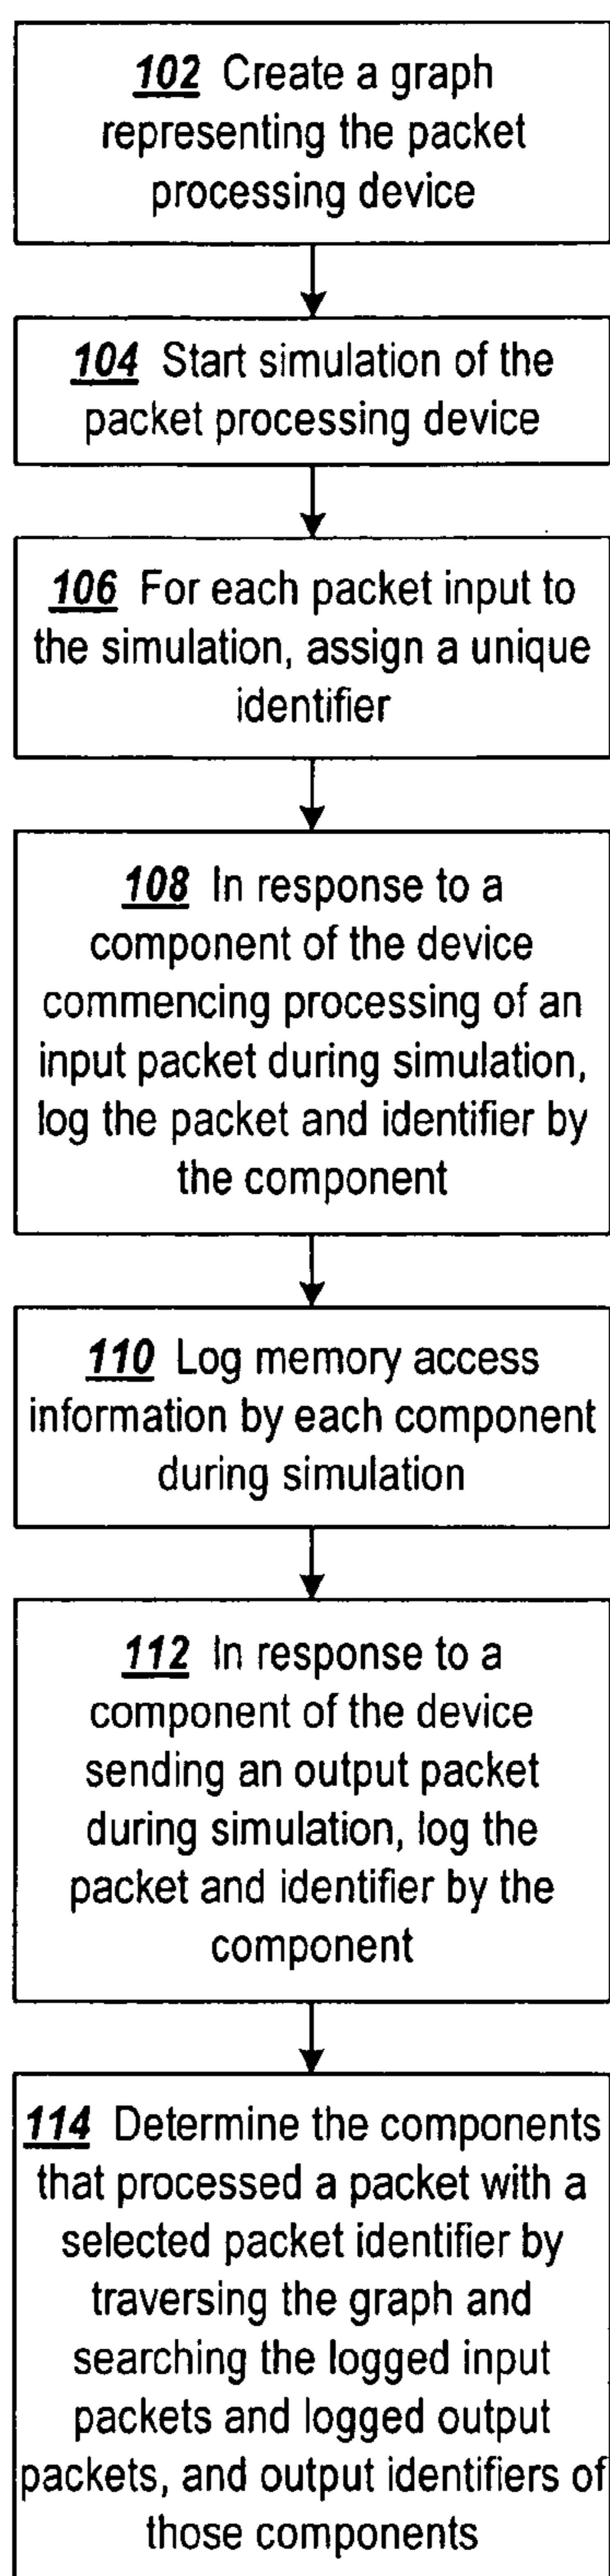 102 Create a graph
representing the packet
processing device
104 Start simulation of the
packet processing device
106 For each packet input to
the simulation, assign a unique
identifier
108 In response to a
component of the device
commencing processing of an
input packet during simulation,
log the packet and identifier by
the component
110 Log memory access
information by each component
during simulation
112 In response to a
component of the device
sending an output packet
during simulation, log the
packet and identifier by the
component
114 Determine the components
that processed a packet with a
selected packet identifier by
traversing the graph and
searching the logged input
packets and logged output
packets, and output identifiers of
those components